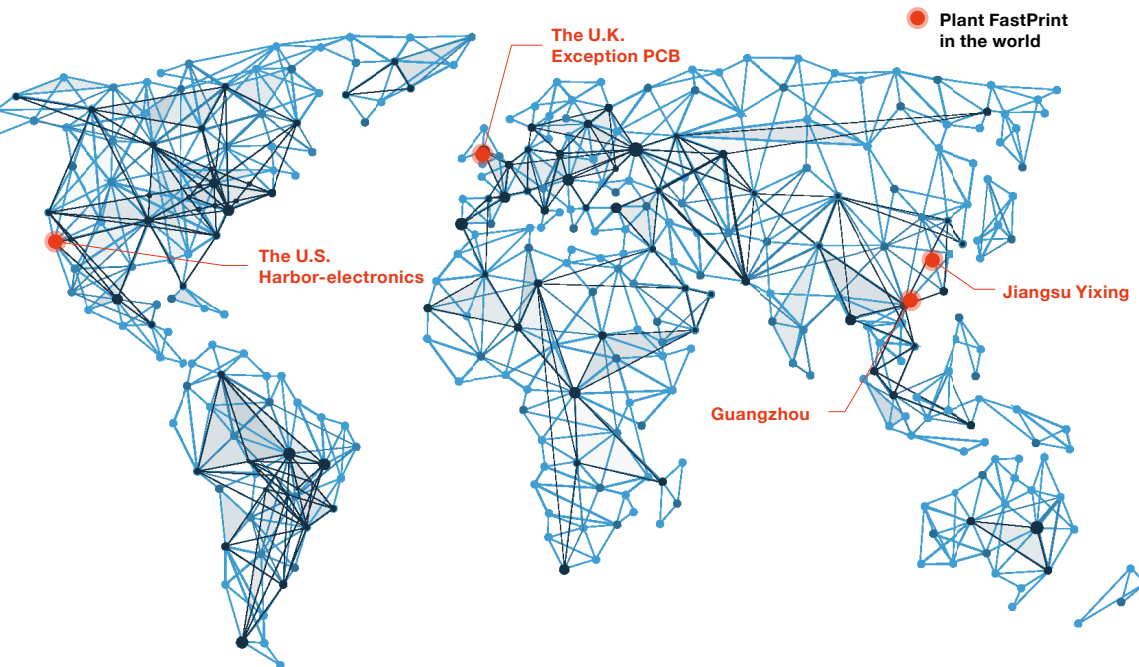 Plant FastPrint
in the world
The U.K.
Exception PCB
The U.S.
Harbor-electronics
Jiangsu Yixing
Guangzhou